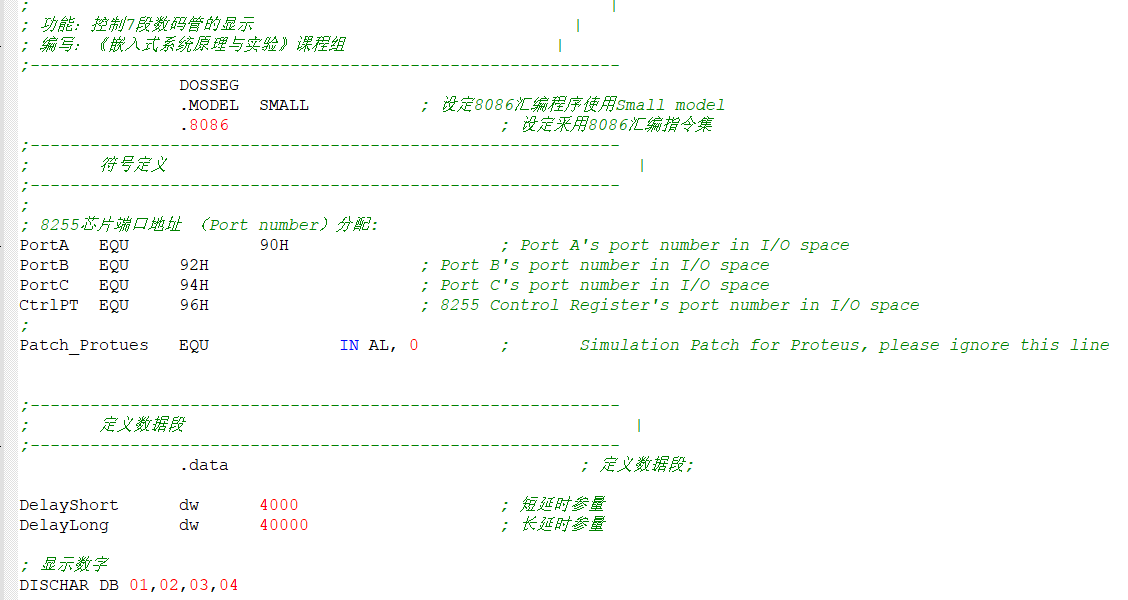 ; |
; 功能: 控制7段数码管的显示 |
; 编写: 《嵌入式系统原理与实验》课程组 |
;-----------------------------------------------------------
DOSSEG
.MODEL SMALL ; 设定8086汇编程序使用Small model
.8086 ; 设定采用8086汇编指令集
;-----------------------------------------------------------
; 符号定义 |
;-----------------------------------------------------------
;
; 8255芯片端口地址 （Port number）分配:
PortA EQU 90H ; Port A's port number in I/O space
PortB EQU 92H ; Port B's port number in I/O space
PortC EQU 94H ; Port C's port number in I/O space
CtrlPT EQU 96H ; 8255 Control Register's port number in I/O space
;
Patch_Protues EQU IN AL, 0 ; Simulation Patch for Proteus, please ignore this line
;-----------------------------------------------------------
; 定义数据段 |
;-----------------------------------------------------------
.data ; 定义数据段;
DelayShort dw 4000 ; 短延时参量
DelayLong dw 40000 ; 长延时参量
; 显示数字
DISCHAR DB 01,02,03,04